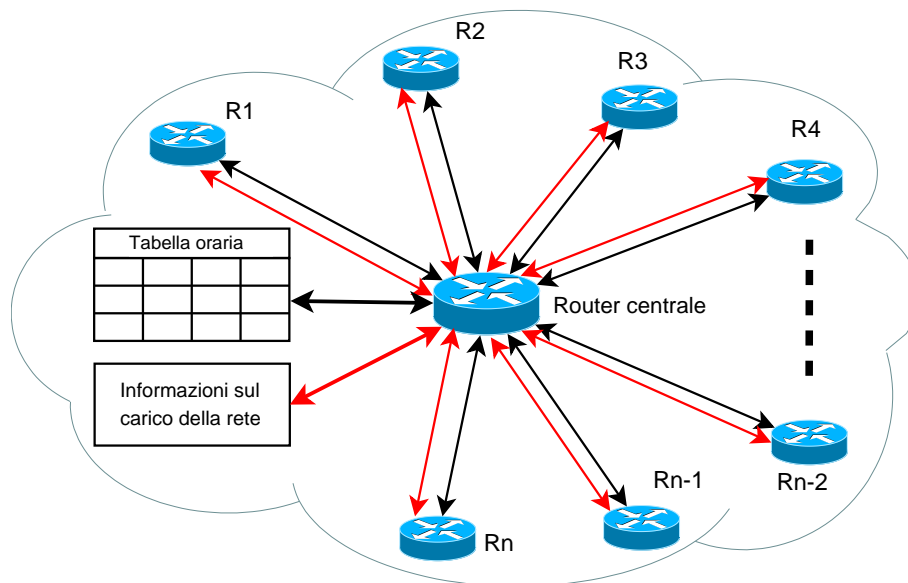 R2
R3
R1
R4
Tabella oraria
Router centrale
Informazioni sul
carico della rete
Rn-1
Rn-2
Rn